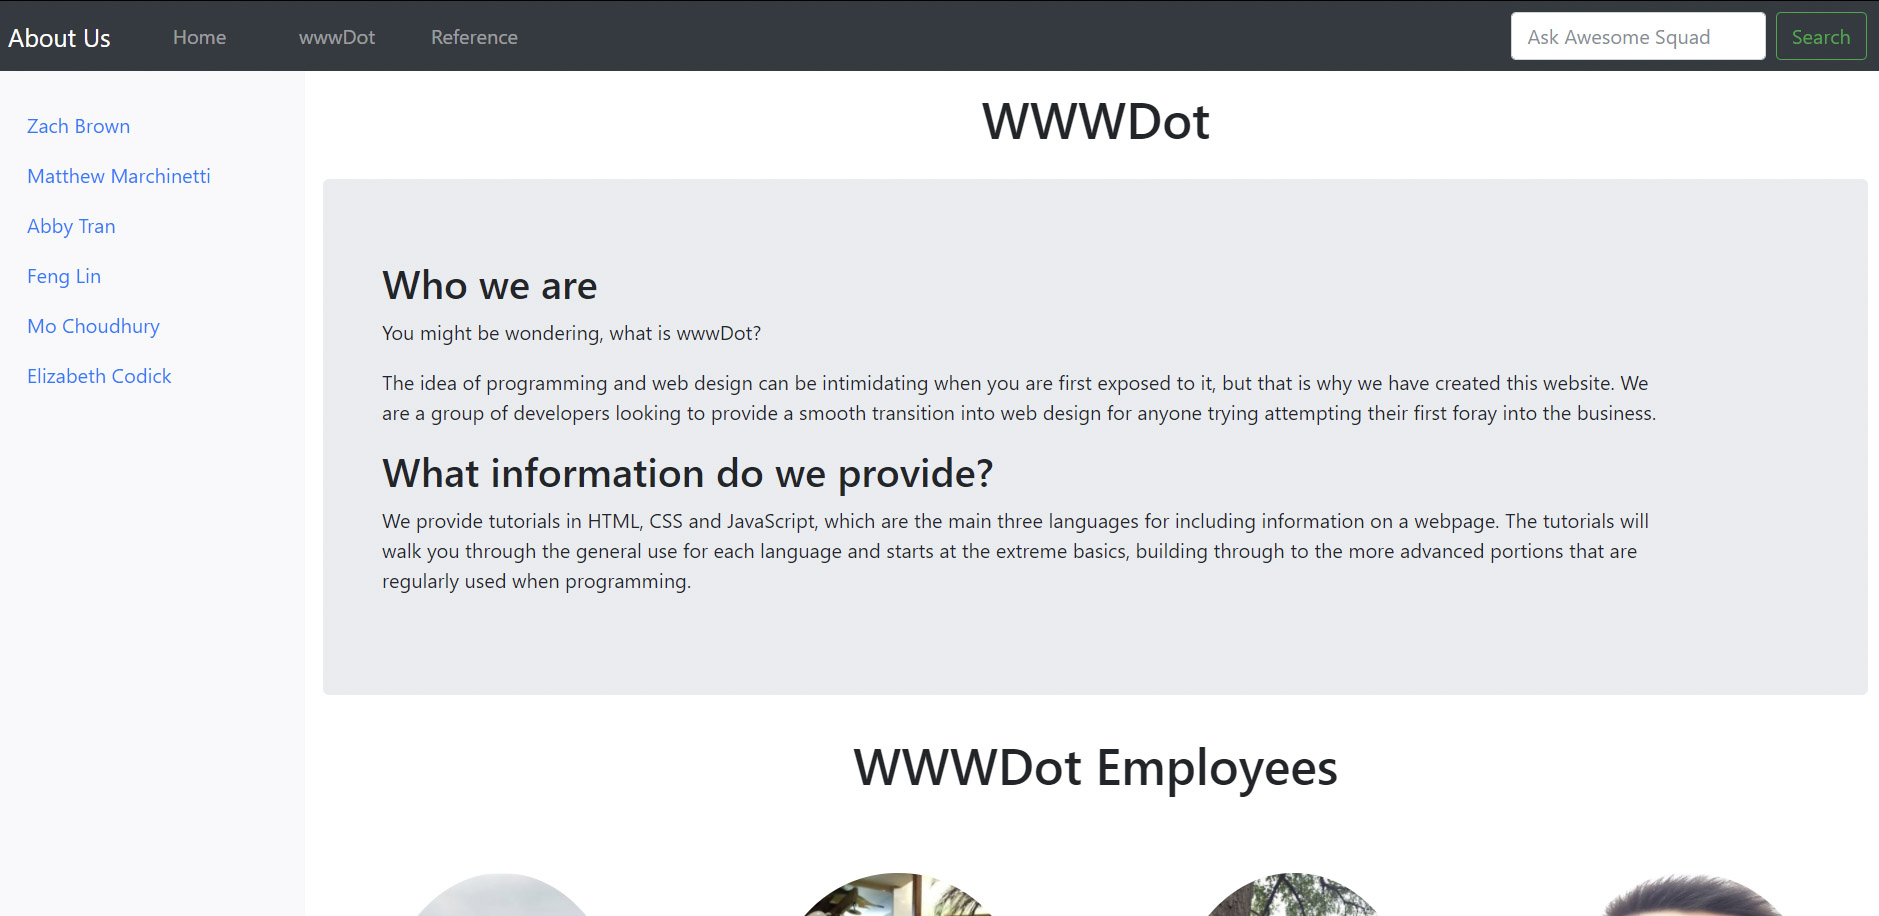 About Us Home wwwDot Reference Ask Awesome Squad Search
Zach Brown
Matthew Marchinetti
Abby Tran
Feng Lin
Mo Choudhury
Elizabeth Codick
WWWDot
Who we are
You might be wondering, what is wwwDot?
The idea of programming and web design can be intimidating when you are first exposed to it, but that is why we have created this website. We
are a group of developers looking to provide a smooth transition into web design for anyone trying attempting their first foray into the business.
What information do we provide?
We provide tutorials in HTML, CSS and JavaScript, which are the main three languages for including information on a webpage. The tutorials will
walk you through the general use for each language and starts at the extreme basics, building through to the more advanced portions that are
regularly used when programming.
WWWDot Employees